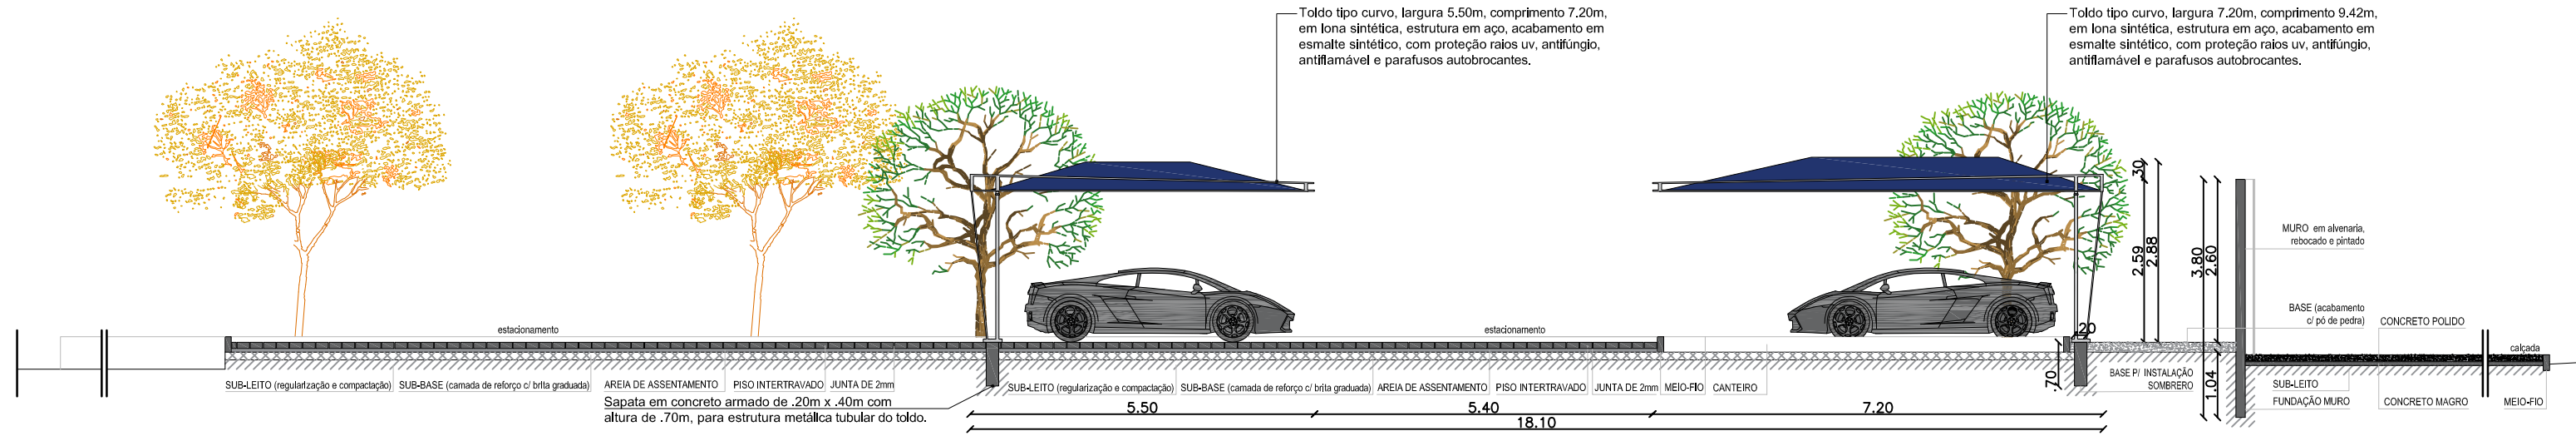 Toldo tipo curvo, largura 5.50m, comprimento 7.20m,
em lona sintética, estrutura em aço, acabamento em
esmalte sintético, com proteção raios uv, antifúngio,
antiflamável e parafusos autobrocantes.
Toldo tipo curvo, largura 7.20m, comprimento 9.42m,
em lona sintética, estrutura em aço, acabamento em
esmalte sintético, com proteção raios uv, antifúngio,
antiflamável e parafusos autobrocantes.
.30
2.59
2.88
3.80
2.60
MURO em alvenaria,
rebocado e pintado
BASE (acabamento
c/ pó de pedra)
CONCRETO POLIDO
calçada
estacionamento
estacionamento
.20
SUB-LEITO (regularização e compactação)
SUB-BASE (camada de reforço c/ brita graduada)
AREIA DE ASSENTAMENTO
PISO INTERTRAVADO
JUNTA DE 2mm
SUB-LEITO (regularização e compactação)
SUB-BASE (camada de reforço c/ brita graduada)
AREIA DE ASSENTAMENTO
PISO INTERTRAVADO
JUNTA DE 2mm
MEIO-FIO
CANTEIRO
.70
BASE P/ INSTALAÇÃO
SOMBRERO
1.04
SUB-LEITO
FUNDAÇÃO MURO
CONCRETO MAGRO
MEIO-FIO
Sapata em concreto armado de .20m x .40m com
altura de .70m, para estrutura metálica tubular do toldo.
5.50
5.40
7.20
18.10